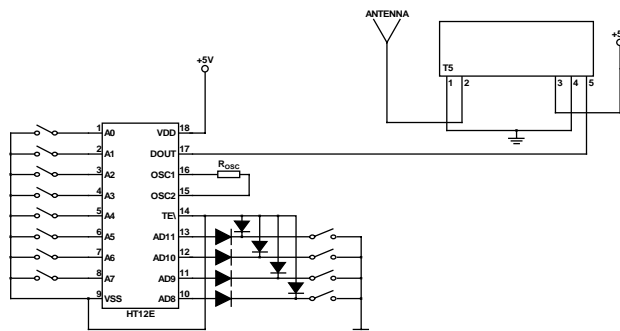 ANTENNA
+5V
T5
1 2 3 4 5
+5V
1 A0 VDD 18
2 A1 DOUT 17
3 A2 OSC1 16 ROSC
4 A3 OSC2 15
5 A4 TE\ 14
6 A5 AD11 13
7 A6 AD10 12
8 A7 AD9 11
9 VSS AD8 10
HT12E